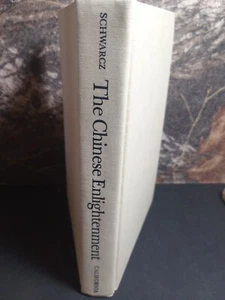 SCHWARCZ
The Chinese Enlightenment
CALIFORNIA